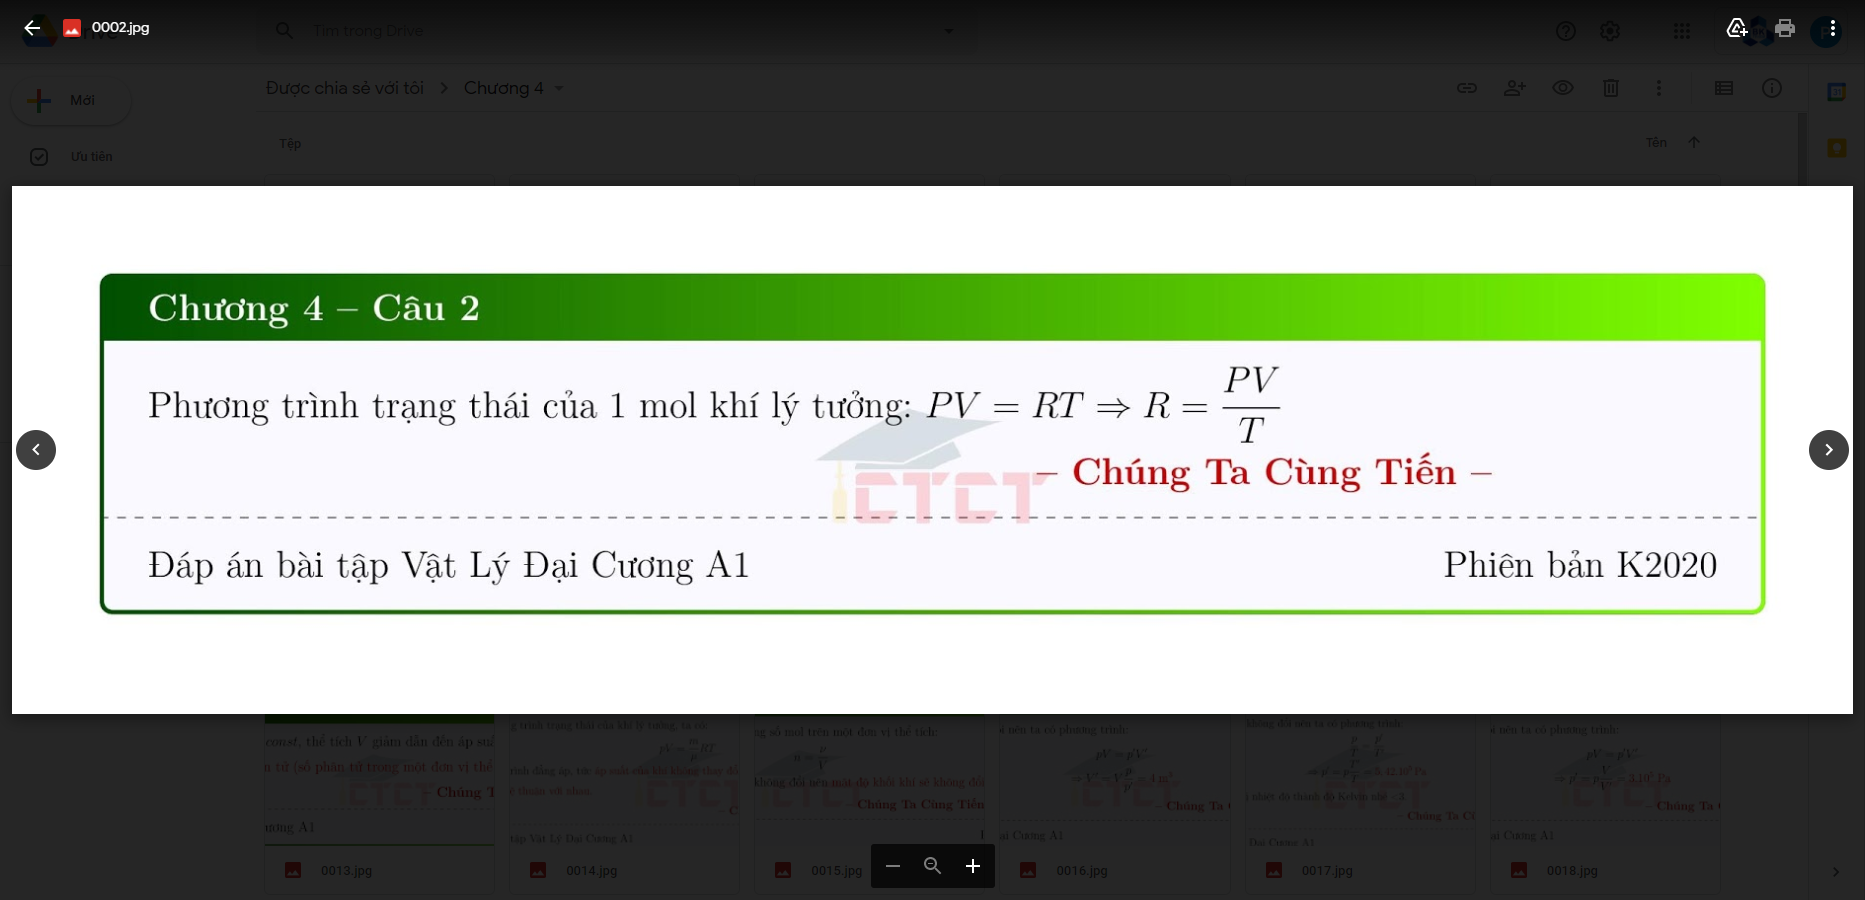 0002.jpg
Tìm trong Drive
Mới
Được chia sẻ với tôi > Chương 4
Ưu tiên
Tệp
Tên
Chương 4 – Câu 2
Phương trình trạng thái của 1 mol khí lý tưởng: PV = RT ⇒ R = PV/T
– Chúng Ta Cùng Tiến –
CTCT
Đáp án bài tập Vật Lý Đại Cương A1
Phiên bản K2020
0013.jpg
0014.jpg
0015.jpg
0016.jpg
0017.jpg
0018.jpg